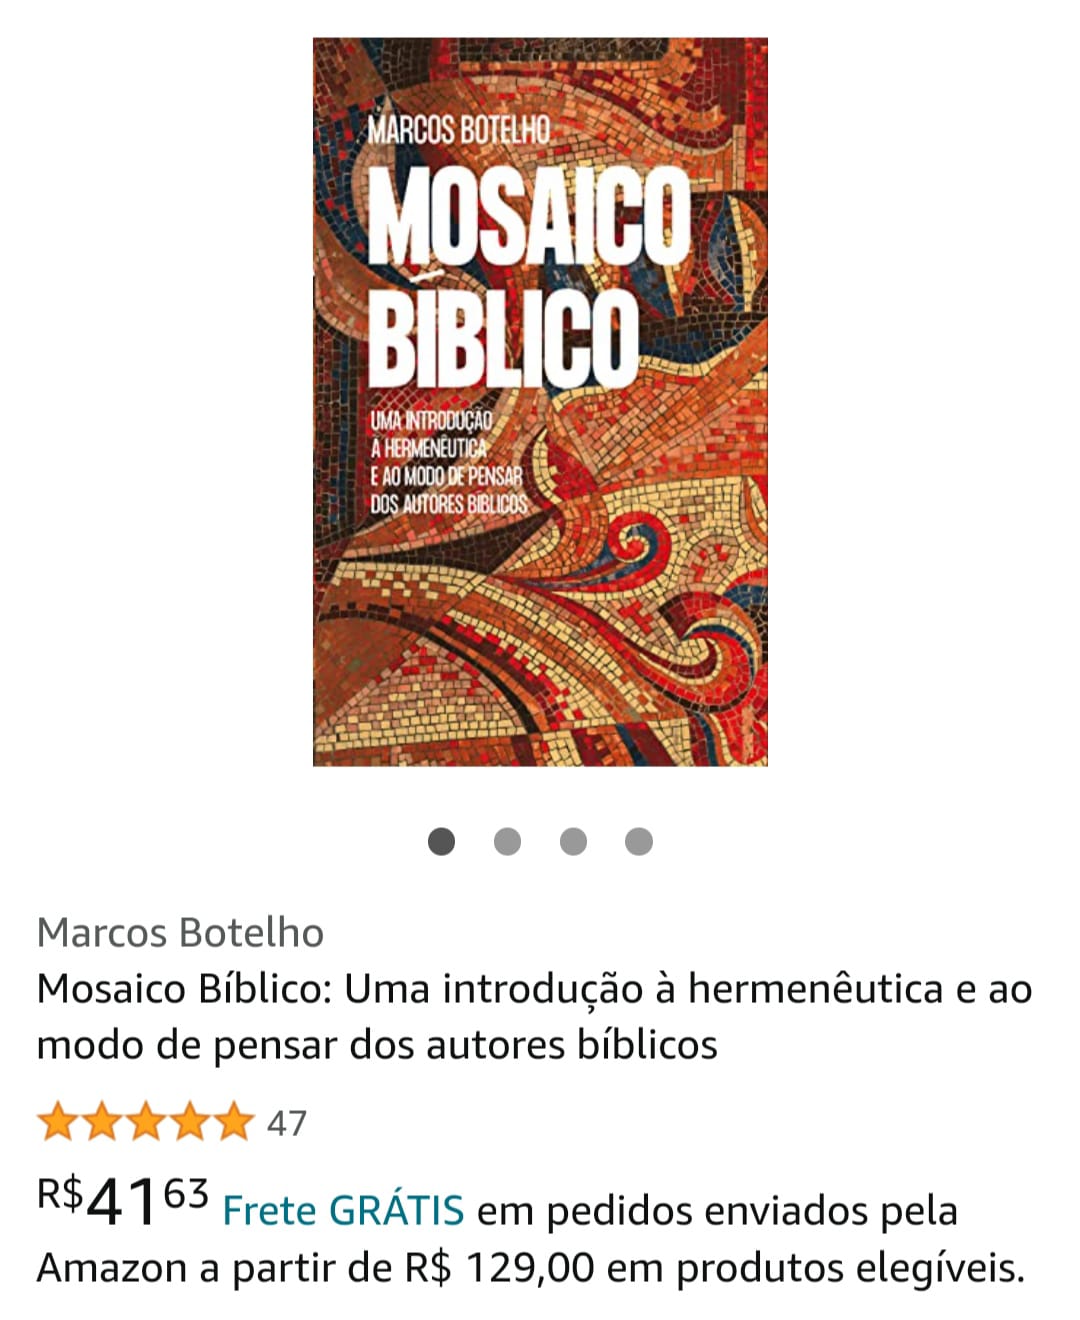 MARCOS BOTELHO
MOSAICO
BÍBLICO
UMA INTRODUÇÃO
À HERMENÊUTICA
E AO MODO DE PENSAR
DOS AUTORES BÍBLICOS
Marcos Botelho
Mosaico Bíblico: Uma introdução à hermenêutica e ao
modo de pensar dos autores bíblicos
47
R$4163 Frete GRÁTIS em pedidos enviados pela
Amazon a partir de R$ 129,00 em produtos elegíveis.